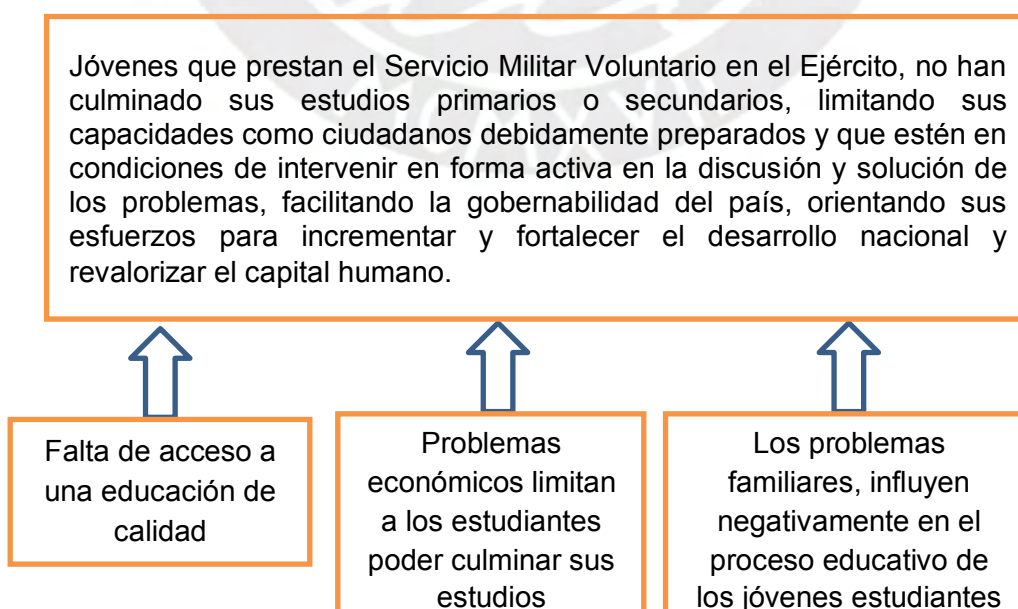 Jóvenes que prestan el Servicio Militar Voluntario en el Ejército, no han
culminado sus estudios primarios o secundarios, limitando sus
capacidades como ciudadanos debidamente preparados y que estén en
condiciones de intervenir en forma activa en la discusión y solución de
los problemas, facilitando la gobernabilidad del país, orientando sus
esfuerzos para incrementar y fortalecer el desarrollo nacional y
revalorizar el capital humano.
Falta de acceso a
una educación de
calidad
Problemas
económicos limitan
a los estudiantes
poder culminar sus
estudios
Los problemas
familiares, influyen
negativamente en el
proceso educativo de
los jóvenes estudiantes